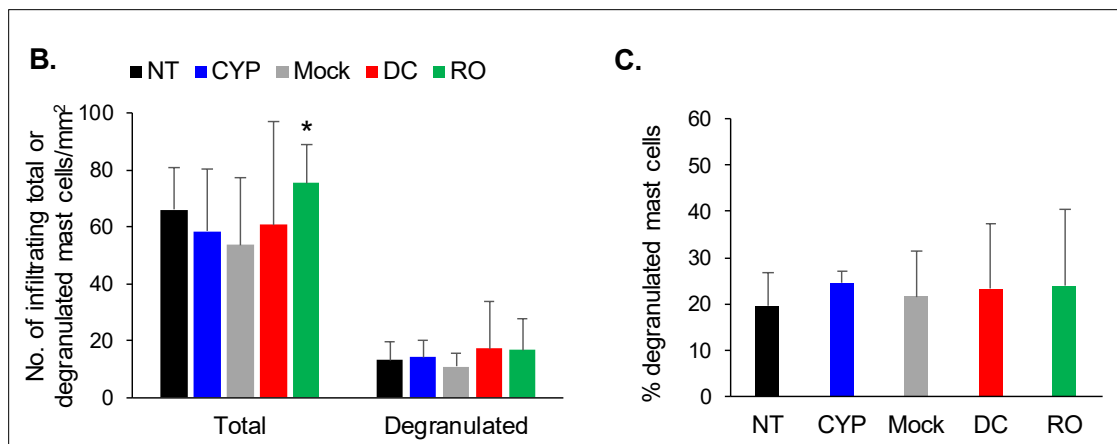 B.
NT CYP Mock DC RO
No. of infiltrating total or
degranulated mast cells/mm²
100
80
60
40
20
0
*
Total Degranulated
C.
% degranulated mast cells
60
50
40
30
20
10
0
NT CYP Mock DC RO